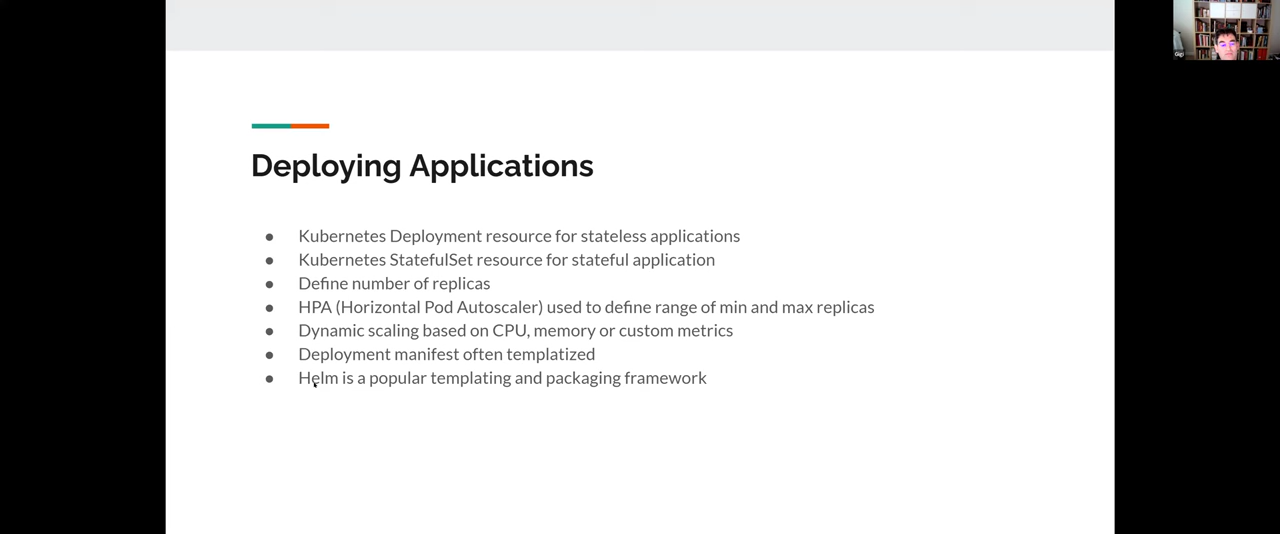 Deploying Applications
● Kubernetes Deployment resource for stateless applications
● Kubernetes StatefulSet resource for stateful application
● Define number of replicas
● HPA (Horizontal Pod Autoscaler) used to define range of min and max replicas
● Dynamic scaling based on CPU, memory or custom metrics
● Deployment manifest often templatized
● Helm is a popular templating and packaging framework
Gigi